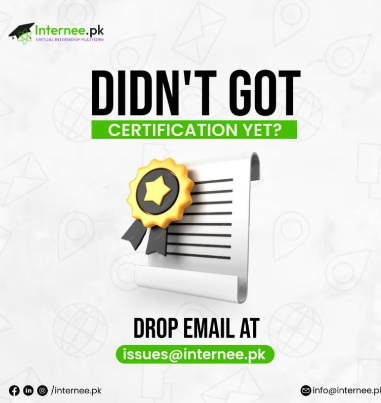 Internee.pk
VIRTUAL INTERNSHIP PLATFORM
DIDN'T GOT
CERTIFICATION YET?
DROP EMAIL AT
issues@internee.pk
/internee.pk
info@internee.pk